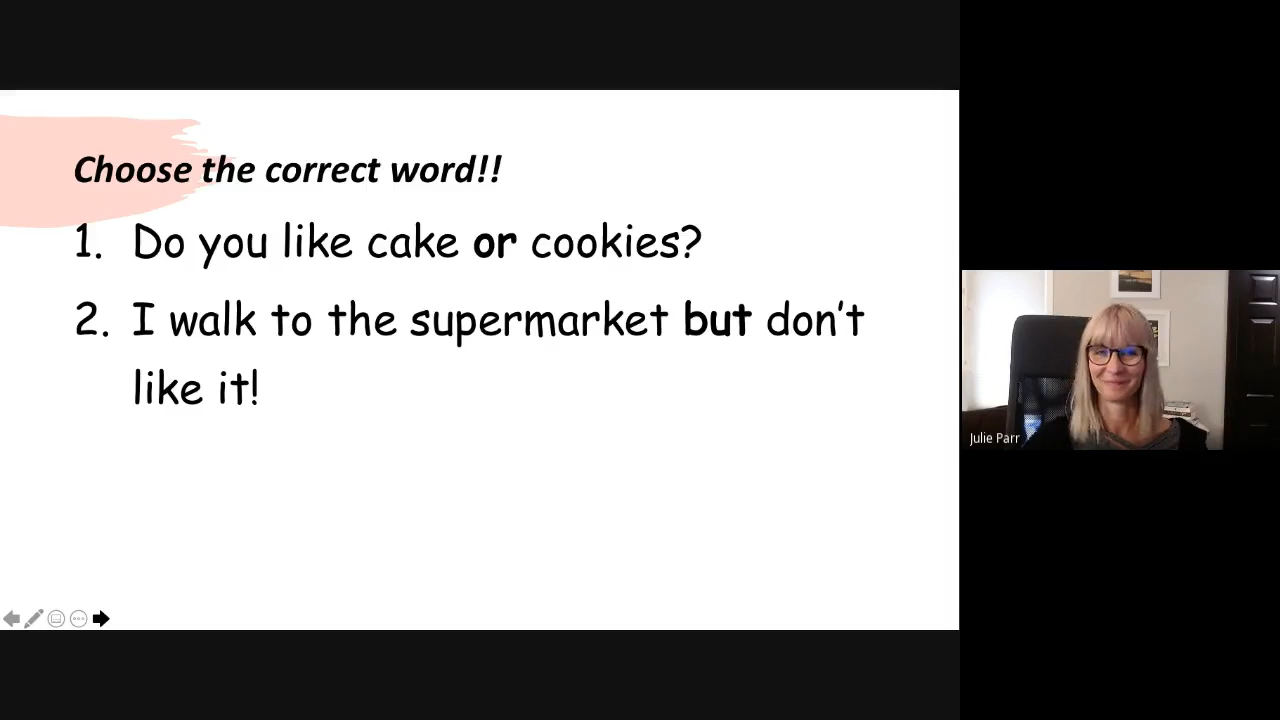 Choose the correct word!!
1. Do you like cake or cookies?
2. I walk to the supermarket but don't
like it!
Julie Parr